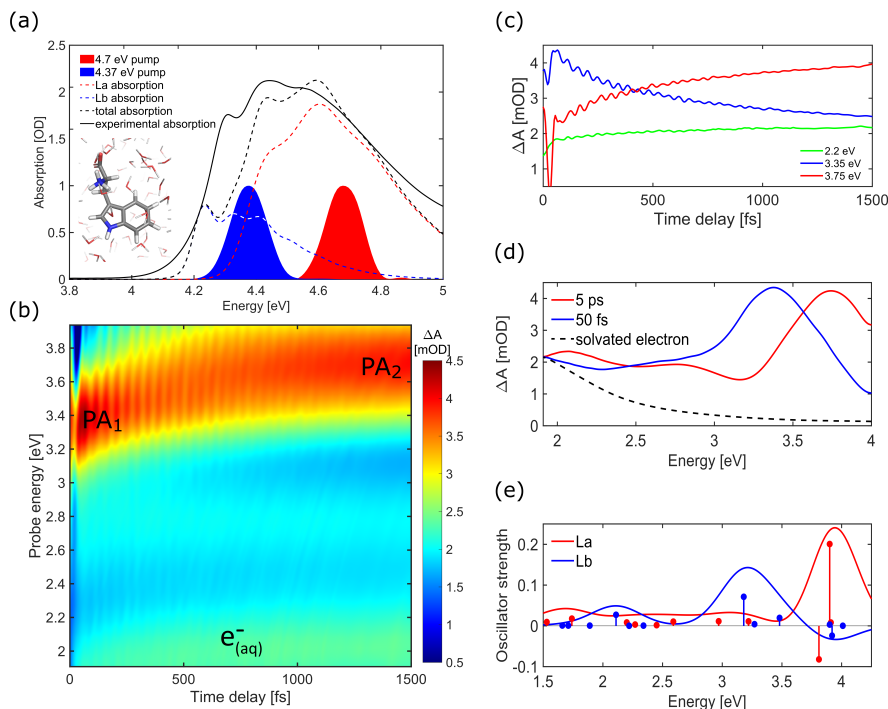 (a)
2.5
2
1.5
1
0.5
0
Absorption [OD]
4.7 eV pump
4.37 eV pump
La absorption
Lb absorption
total absorption
experimental absorption
3.8 4 4.2 4.4 4.6 4.8 5
Energy [eV]
(b)
ΔA
[mOD]
3.8
3.6
3.4
3.2
3
2.8
2.6
2.4
2.2
2
Probe energy [eV]
PA1
PA2
e-(aq)
4.5
4
3.5
3
2.5
2
1.5
1
0.5
0 500 1000 1500
Time delay [fs]
(c)
4
3
2
1
ΔA [mOD]
2.2 eV
3.35 eV
3.75 eV
0 500 1000 1500
Time delay [fs]
(d)
4
3
2
1
0
ΔA [mOD]
5 ps
50 fs
solvated electron
2 2.5 3 3.5 4
Energy [eV]
(e)
0.2
0.1
0
-0.1
Oscillator strength
La
Lb
1.5 2 2.5 3 3.5 4
Energy [eV]